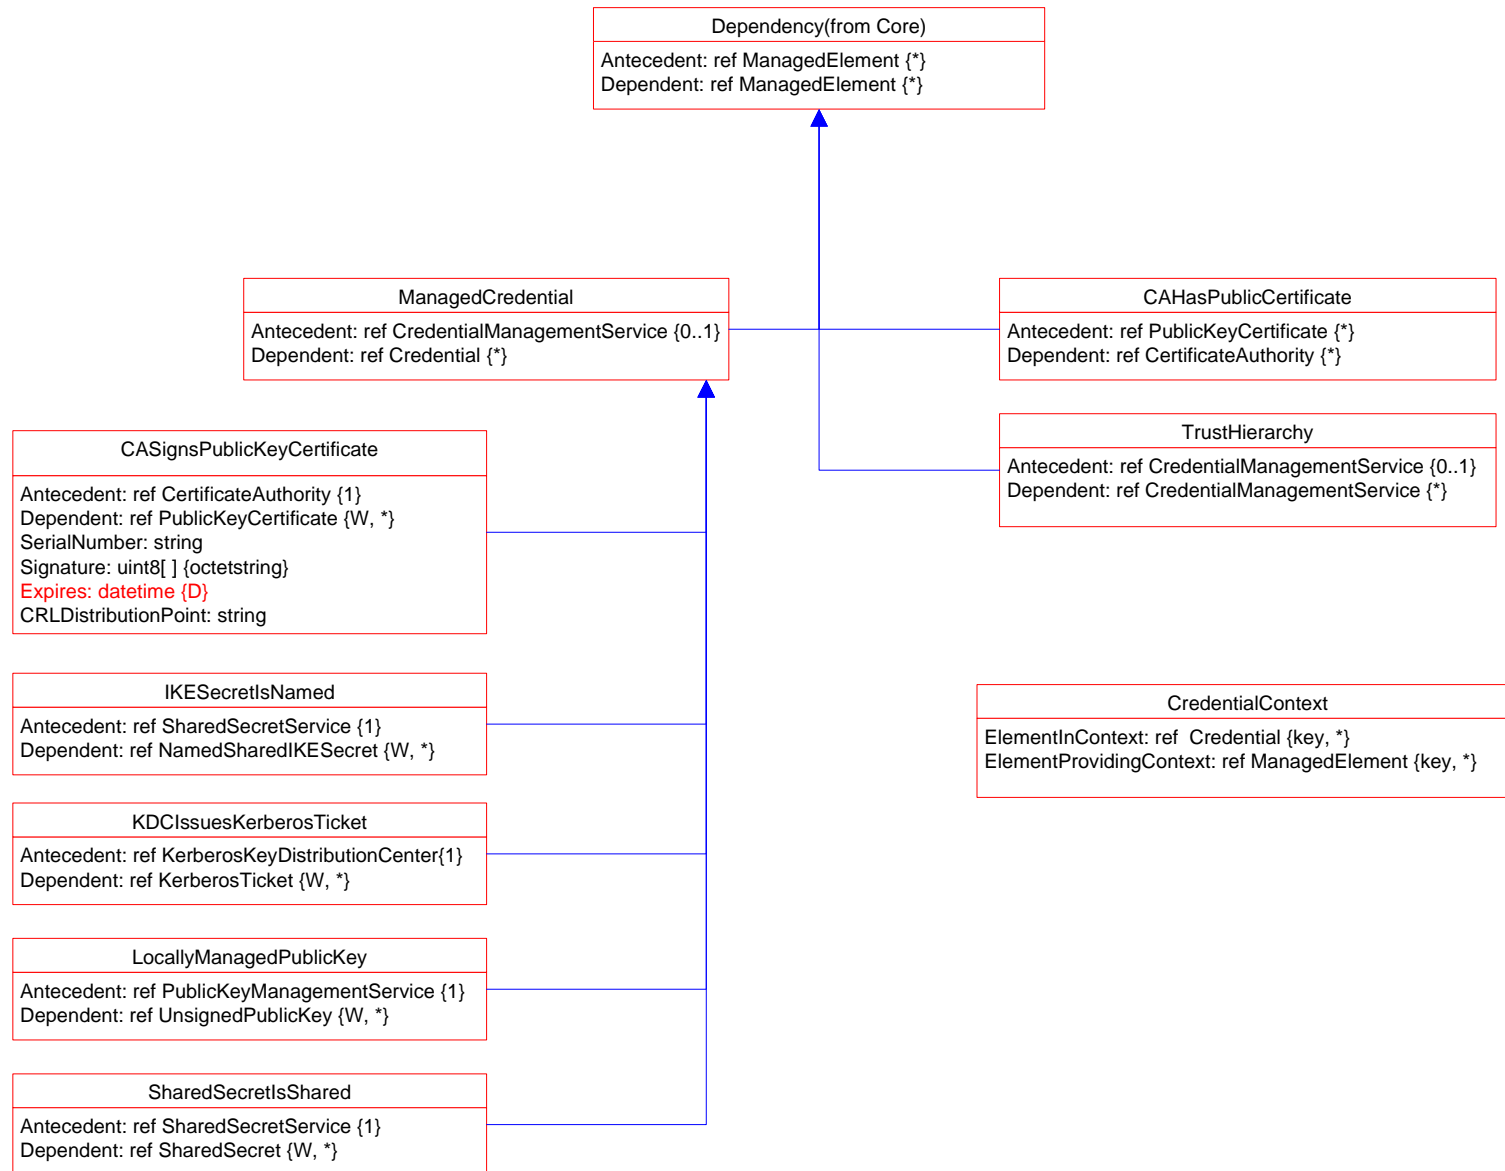 Dependency(from Core)
Antecedent: ref ManagedElement {*}
Dependent: ref ManagedElement {*}
ManagedCredential
Antecedent: ref CredentialManagementService {0..1}
Dependent: ref Credential {*}
CAHasPublicCertificate
Antecedent: ref PublicKeyCertificate {*}
Dependent: ref CertificateAuthority {*}
TrustHierarchy
Antecedent: ref CredentialManagementService {0..1}
Dependent: ref CredentialManagementService {*}
CASignsPublicKeyCertificate
Antecedent: ref CertificateAuthority {1}
Dependent: ref PublicKeyCertificate {W, *}
SerialNumber: string
Signature: uint8[ ] {octetstring}
Expires: datetime {D}
CRLDistributionPoint: string
IKESecretIsNamed
Antecedent: ref SharedSecretService {1}
Dependent: ref NamedSharedIKESecret {W, *}
CredentialContext
ElementInContext: ref  Credential {key, *}
ElementProvidingContext: ref ManagedElement {key, *}
KDCIssuesKerberosTicket
Antecedent: ref KerberosKeyDistributionCenter{1}
Dependent: ref KerberosTicket {W, *}
LocallyManagedPublicKey
Antecedent: ref PublicKeyManagementService {1}
Dependent: ref UnsignedPublicKey {W, *}
SharedSecretIsShared
Antecedent: ref SharedSecretService {1}
Dependent: ref SharedSecret {W, *}